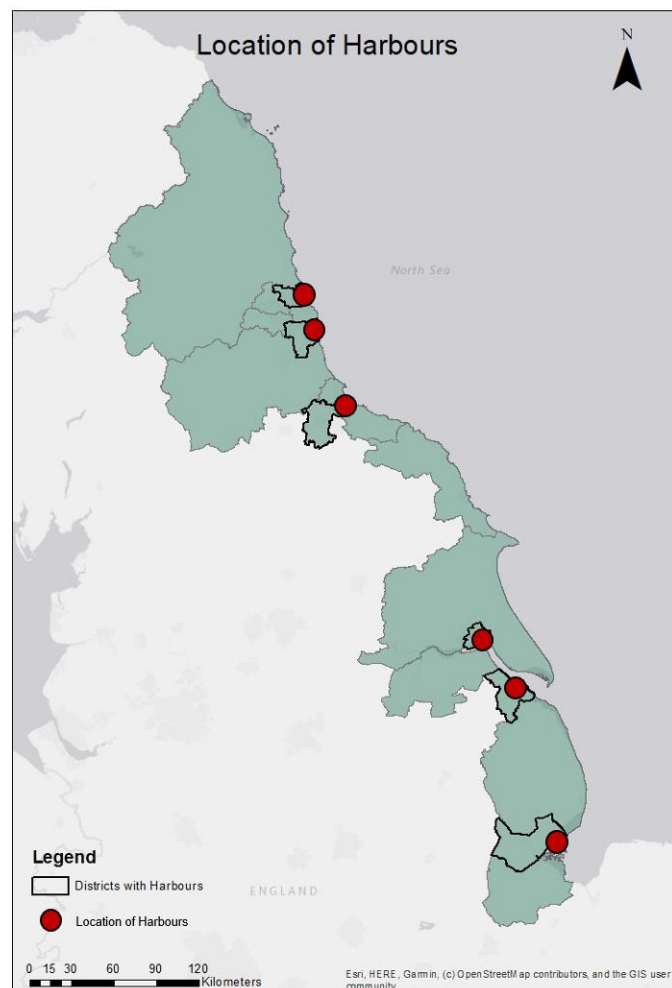 Location of Harbours
N
North Sea
Legend
Districts with Harbours
ENGLAND
Location of Harbours
0 15 30 60 90 120
Kilometers
Esri, HERE, Garmin, (c) OpenStreetMap contributors, and the GIS user
community